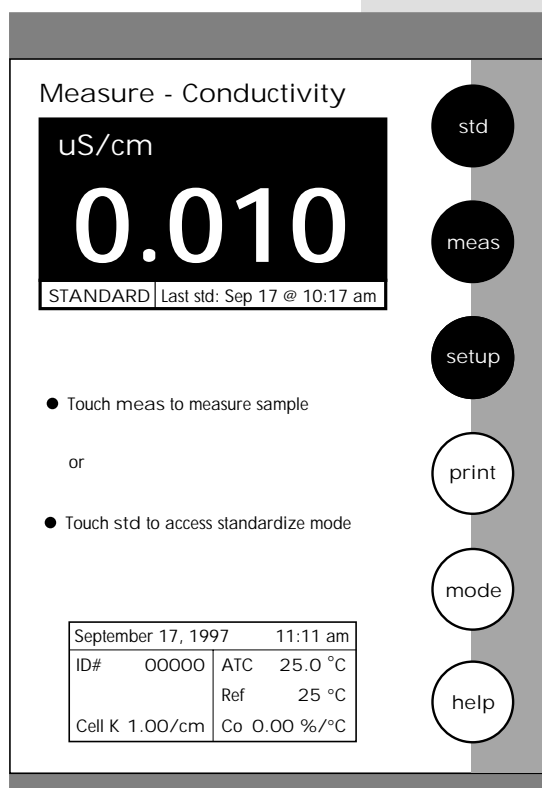 Measure - Conductivity
uS/cm
0.010
STANDARD Last std: Sep 17 @ 10:17 am
● Touch meas to measure sample
or
● Touch std to access standardize mode
September 17, 1997 11:11 am
ID# 00000 ATC 25.0 °C
Ref 25 °C
Cell K 1.00/cm Co 0.00 %/°C
std
meas
setup
print
mode
help